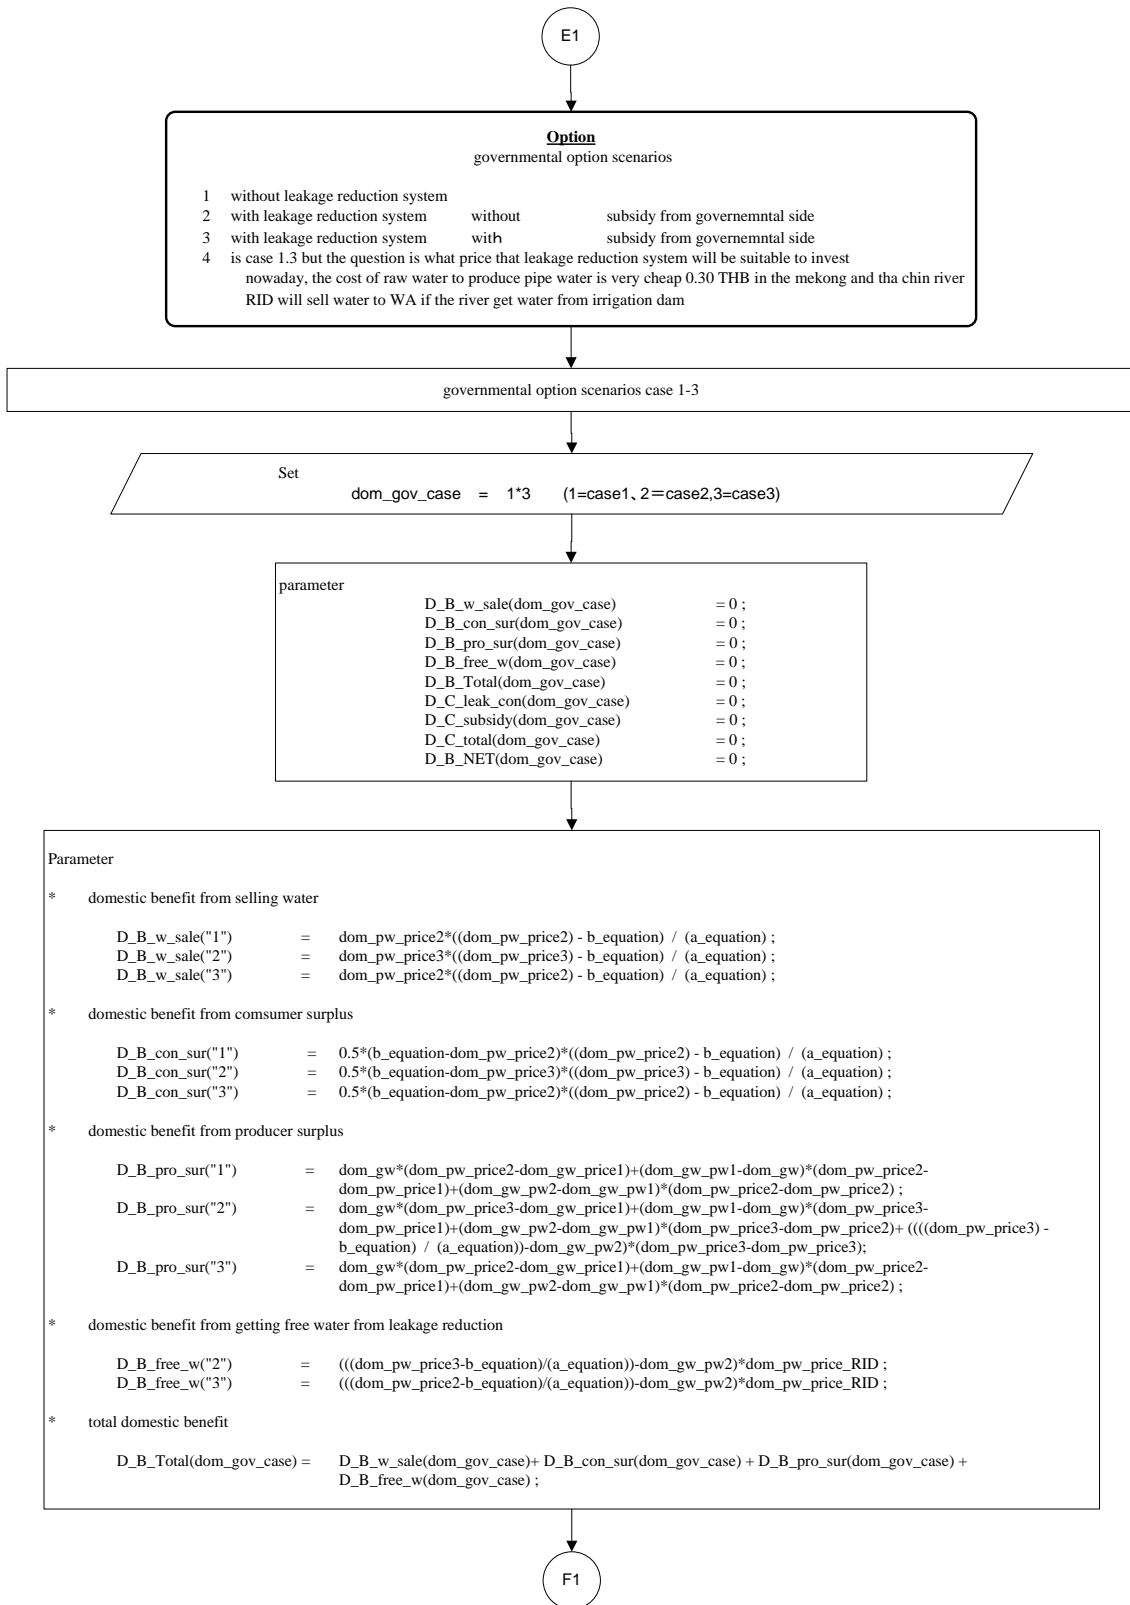 E1
Option
governmental option scenarios
1 without leakage reduction system
2 with leakage reduction system without subsidy from governemntal side
3 with leakage reduction system with subsidy from governemntal side
4 is case 1.3 but the question is what price that leakage reduction system will be suitable to invest
nowaday, the cost of raw water to produce pipe water is very cheap 0.30 THB in the mekong and tha chin river
RID will sell water to WA if the river get water from irrigation dam
governmental option scenarios case 1-3
Set
dom_gov_case = 1*3 (1=case1、2＝case2,3=case3)
parameter
D_B_w_sale(dom_gov_case) = 0 ;
D_B_con_sur(dom_gov_case) = 0 ;
D_B_pro_sur(dom_gov_case) = 0 ;
D_B_free_w(dom_gov_case) = 0 ;
D_B_Total(dom_gov_case) = 0 ;
D_C_leak_con(dom_gov_case) = 0 ;
D_C_subsidy(dom_gov_case) = 0 ;
D_C_total(dom_gov_case) = 0 ;
D_B_NET(dom_gov_case) = 0 ;
Parameter
* domestic benefit from selling water
D_B_w_sale("1") = dom_pw_price2*((dom_pw_price2) - b_equation) / (a_equation) ;
D_B_w_sale("2") = dom_pw_price3*((dom_pw_price3) - b_equation) / (a_equation) ;
D_B_w_sale("3") = dom_pw_price2*((dom_pw_price2) - b_equation) / (a_equation) ;
* domestic benefit from comsumer surplus
D_B_con_sur("1") = 0.5*(b_equation-dom_pw_price2)*((dom_pw_price2) - b_equation) / (a_equation) ;
D_B_con_sur("2") = 0.5*(b_equation-dom_pw_price3)*((dom_pw_price3) - b_equation) / (a_equation) ;
D_B_con_sur("3") = 0.5*(b_equation-dom_pw_price2)*((dom_pw_price2) - b_equation) / (a_equation) ;
* domestic benefit from producer surplus
D_B_pro_sur("1") = dom_gw*(dom_pw_price2-dom_gw_price1)+(dom_gw_pw1-dom_gw)*(dom_pw_price2-
dom_pw_price1)+(dom_gw_pw2-dom_gw_pw1)*(dom_pw_price2-dom_pw_price2) ;
D_B_pro_sur("2") = dom_gw*(dom_pw_price3-dom_gw_price1)+(dom_gw_pw1-dom_gw)*(dom_pw_price3-
dom_pw_price1)+(dom_gw_pw2-dom_gw_pw1)*(dom_pw_price3-dom_pw_price2)+ ((((dom_pw_price3) -
b_equation) / (a_equation))-dom_gw_pw2)*(dom_pw_price3-dom_pw_price3);
D_B_pro_sur("3") = dom_gw*(dom_pw_price2-dom_gw_price1)+(dom_gw_pw1-dom_gw)*(dom_pw_price2-
dom_pw_price1)+(dom_gw_pw2-dom_gw_pw1)*(dom_pw_price2-dom_pw_price2) ;
* domestic benefit from getting free water from leakage reduction
D_B_free_w("2") = (((dom_pw_price3-b_equation)/(a_equation))-dom_gw_pw2)*dom_pw_price_RID ;
D_B_free_w("3") = (((dom_pw_price2-b_equation)/(a_equation))-dom_gw_pw2)*dom_pw_price_RID ;
* total domestic benefit
D_B_Total(dom_gov_case) = D_B_w_sale(dom_gov_case)+ D_B_con_sur(dom_gov_case) + D_B_pro_sur(dom_gov_case) +
D_B_free_w(dom_gov_case) ;
F1